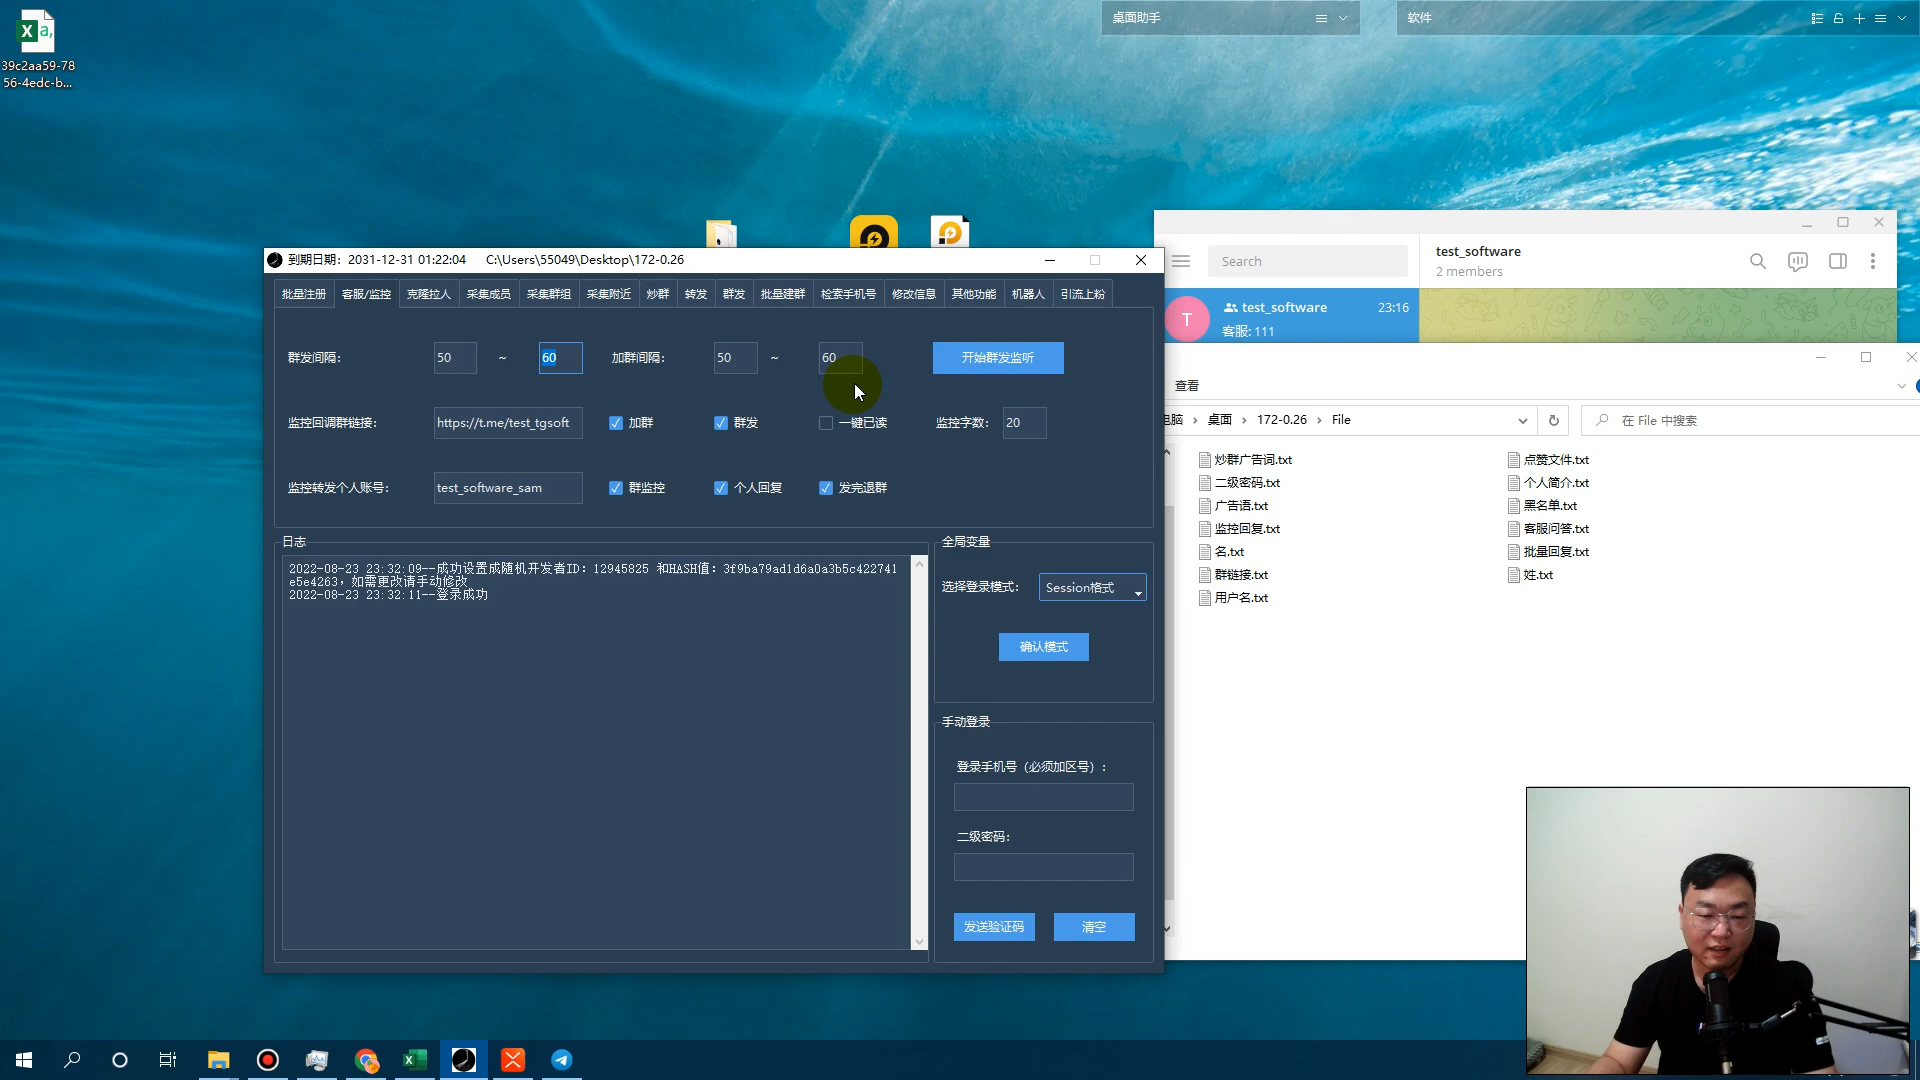 39c2aa59-78
56-4edc-b...
桌面助手
软件
到期日期：2031-12-31 01:22:04
C:\Users\55049\Desktop\172-0.26
批量注册
客服/监控
克隆拉人
采集成员
采集群组
采集附近
炒群
转发
群发
批量建群
检索手机号
修改信息
其他功能
机器人
引流上粉
群发间隔：
50
~
60
加群间隔：
50
~
60
开始群发监听
监控回调群链接：
https://t.me/test_tgsoft
加群
群发
一键已读
监控字数：
20
监控转发个人账号：
test_software_sam
群监控
个人回复
发完退群
日志
2022-08-23 23:32:09--成功设置成随机开发者ID：12945825 和HASH值：3f9ba79ad1d6a0a3b5c422741
e5e4263，如需更改请手动修改
2022-08-23 23:32:11--登录成功
全局变量
选择登录模式：
Session格式
确认模式
手动登录
登录手机号（必须加区号）：
二级密码：
发送验证码
清空
Search
test_software
2 members
T
test_software
23:16
客服: 111
查看
电脑
桌面
172-0.26
File
在 File 中搜索
炒群广告词.txt
二级密码.txt
广告语.txt
监控回复.txt
名.txt
群链接.txt
用户名.txt
点赞文件.txt
个人简介.txt
黑名单.txt
客服问答.txt
批量回复.txt
姓.txt